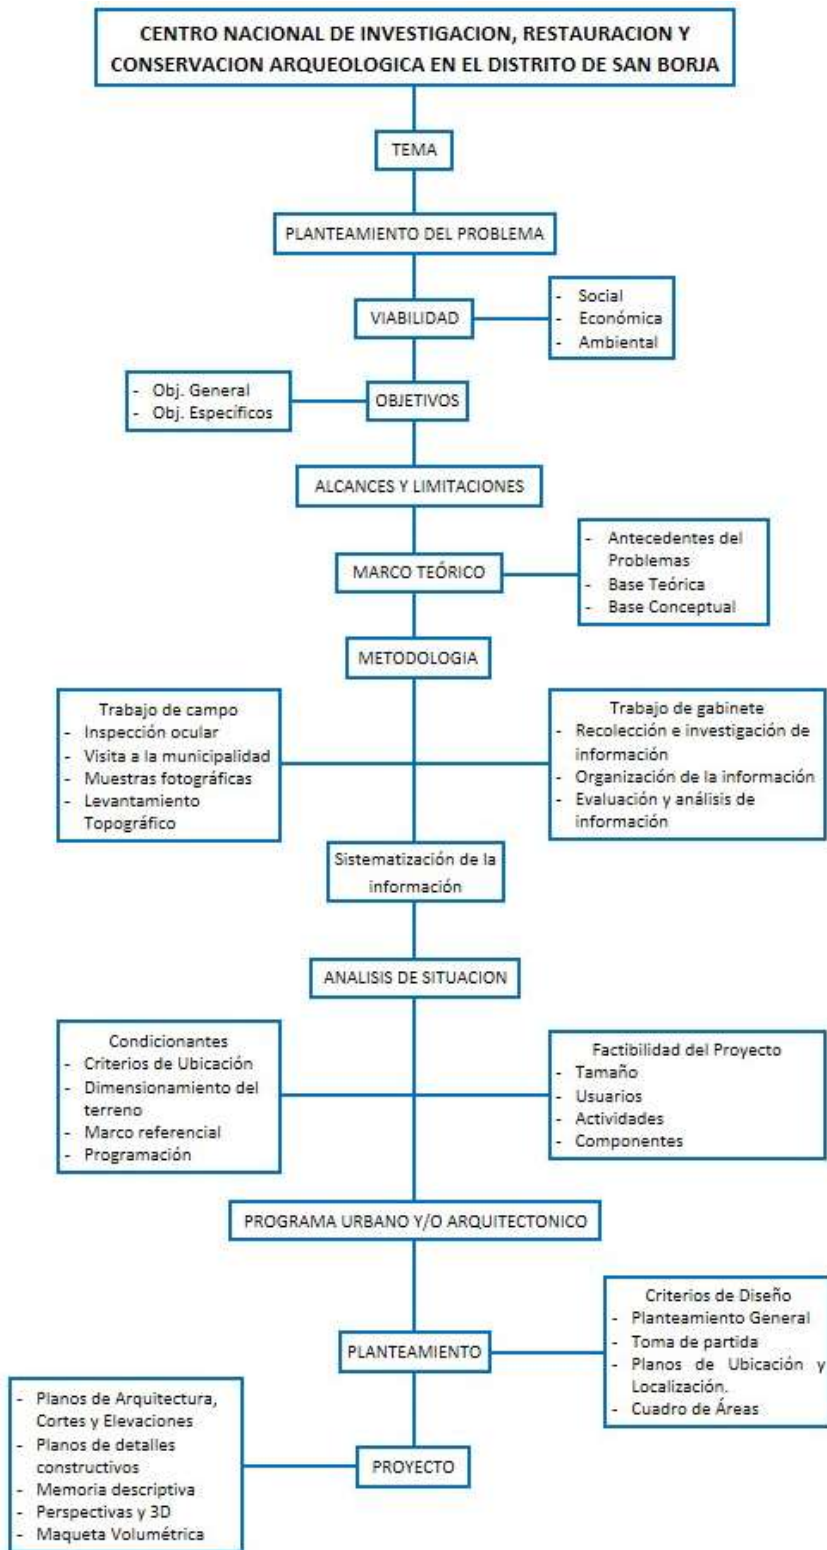 CENTRO NACIONAL DE INVESTIGACION, RESTAURACION Y
CONSERVACION ARQUEOLOGICA EN EL DISTRITO DE SAN BORJA
TEMA
PLANTEAMIENTO DEL PROBLEMA
VIABILIDAD
- Social
- Económica
- Ambiental
- Obj. General
- Obj. Específicos
OBJETIVOS
ALCANCES Y LIMITACIONES
MARCO TEÓRICO
- Antecedentes del
Problemas
- Base Teórica
- Base Conceptual
METODOLOGIA
Trabajo de campo
- Inspección ocular
- Visita a la municipalidad
- Muestras fotográficas
- Levantamiento
Topográfico
Trabajo de gabinete
- Recolección e investigación de
información
- Organización de la información
- Evaluación y análisis de
información
Sistematización de la
información
ANALISIS DE SITUACION
Condicionantes
- Criterios de Ubicación
- Dimensionamiento del
terreno
- Marco referencial
- Programación
Factibilidad del Proyecto
- Tamaño
- Usuarios
- Actividades
- Componentes
PROGRAMA URBANO Y/O ARQUITECTONICO
PLANTEAMIENTO
Criterios de Diseño
- Planteamiento General
- Toma de partida
- Planos de Ubicación y
Localización.
- Cuadro de Áreas
- Planos de Arquitectura,
Cortes y Elevaciones
- Planos de detalles
constructivos
- Memoria descriptiva
- Perspectivas y 3D
- Maqueta Volumétrica
PROYECTO